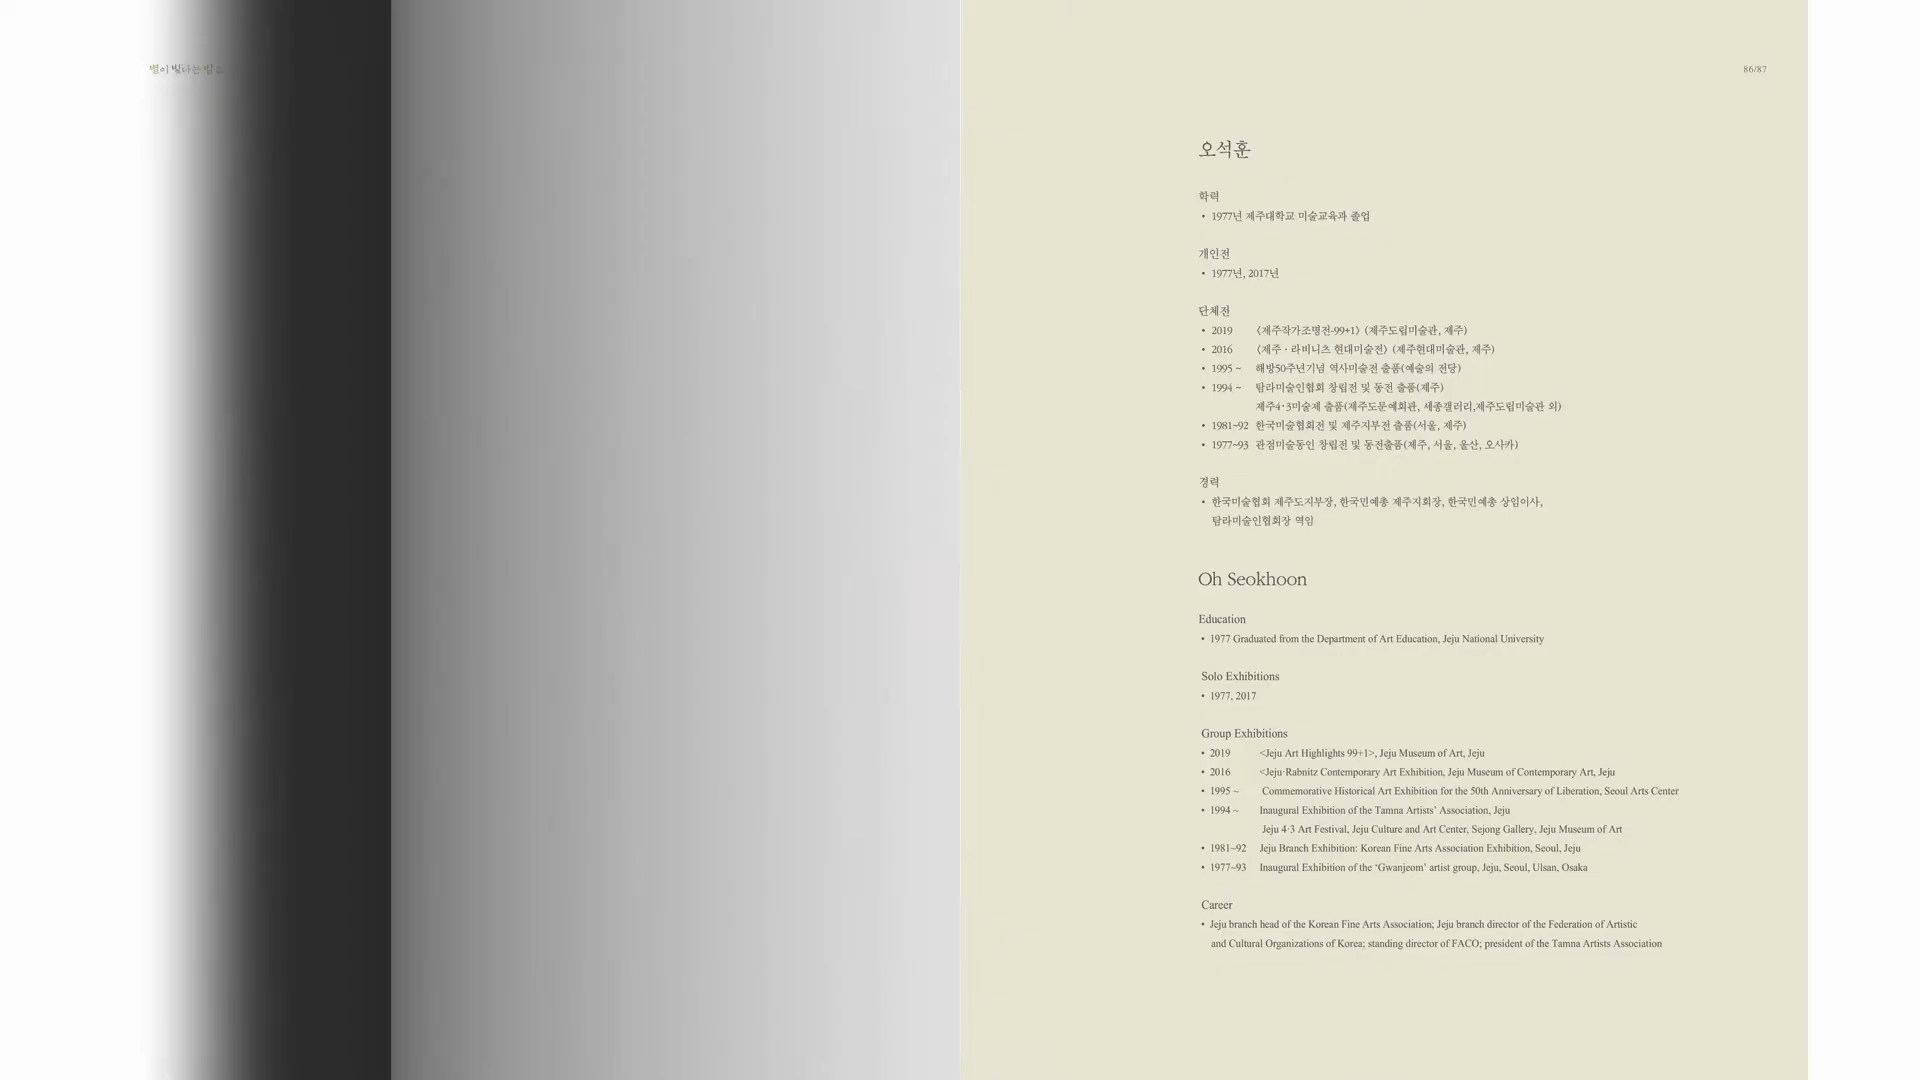 별이 빛나는 밤
86/87
오석훈
학력
• 1977년 제주대학교 미술교육과 졸업
개인전
• 1977년, 2017년
단체전
• 2019 〈제주작가조명전-99+1〉 (제주도립미술관, 제주)
• 2016 〈제주 · 라비니츠 현대미술전〉 (제주현대미술관, 제주)
• 1995 ~ 해방50주년기념 역사미술전 출품(예술의 전당)
• 1994 ~ 탐라미술인협회 창립전 및 동전 출품(제주)
제주4·3미술제 출품(제주도문예회관, 세종갤러리,제주도립미술관 외)
• 1981~92 한국미술협회전 및 제주지부전 출품(서울, 제주)
• 1977~93 관점미술동인 창립전 및 동전출품(제주, 서울, 울산, 오사카)
경력
• 한국미술협회 제주도지부장, 한국민예총 제주지회장, 한국민예총 상임이사,
탐라미술인협회장 역임
Oh Seokhoon
Education
• 1977 Graduated from the Department of Art Education, Jeju National University
Solo Exhibitions
• 1977, 2017
Group Exhibitions
• 2019 <Jeju Art Highlights 99+1>, Jeju Museum of Art, Jeju
• 2016 <Jeju·Rabnitz Contemporary Art Exhibition, Jeju Museum of Contemporary Art, Jeju
• 1995 ~ Commemorative Historical Art Exhibition for the 50th Anniversary of Liberation, Seoul Arts Center
• 1994 ~ Inaugural Exhibition of the Tamna Artists’ Association, Jeju
Jeju 4·3 Art Festival, Jeju Culture and Art Center, Sejong Gallery, Jeju Museum of Art
• 1981~92 Jeju Branch Exhibition: Korean Fine Arts Association Exhibition, Seoul, Jeju
• 1977~93 Inaugural Exhibition of the ‘Gwanjeom’ artist group, Jeju, Seoul, Ulsan, Osaka
Career
• Jeju branch head of the Korean Fine Arts Association; Jeju branch director of the Federation of Artistic
and Cultural Organizations of Korea; standing director of FACO; president of the Tamna Artists Association